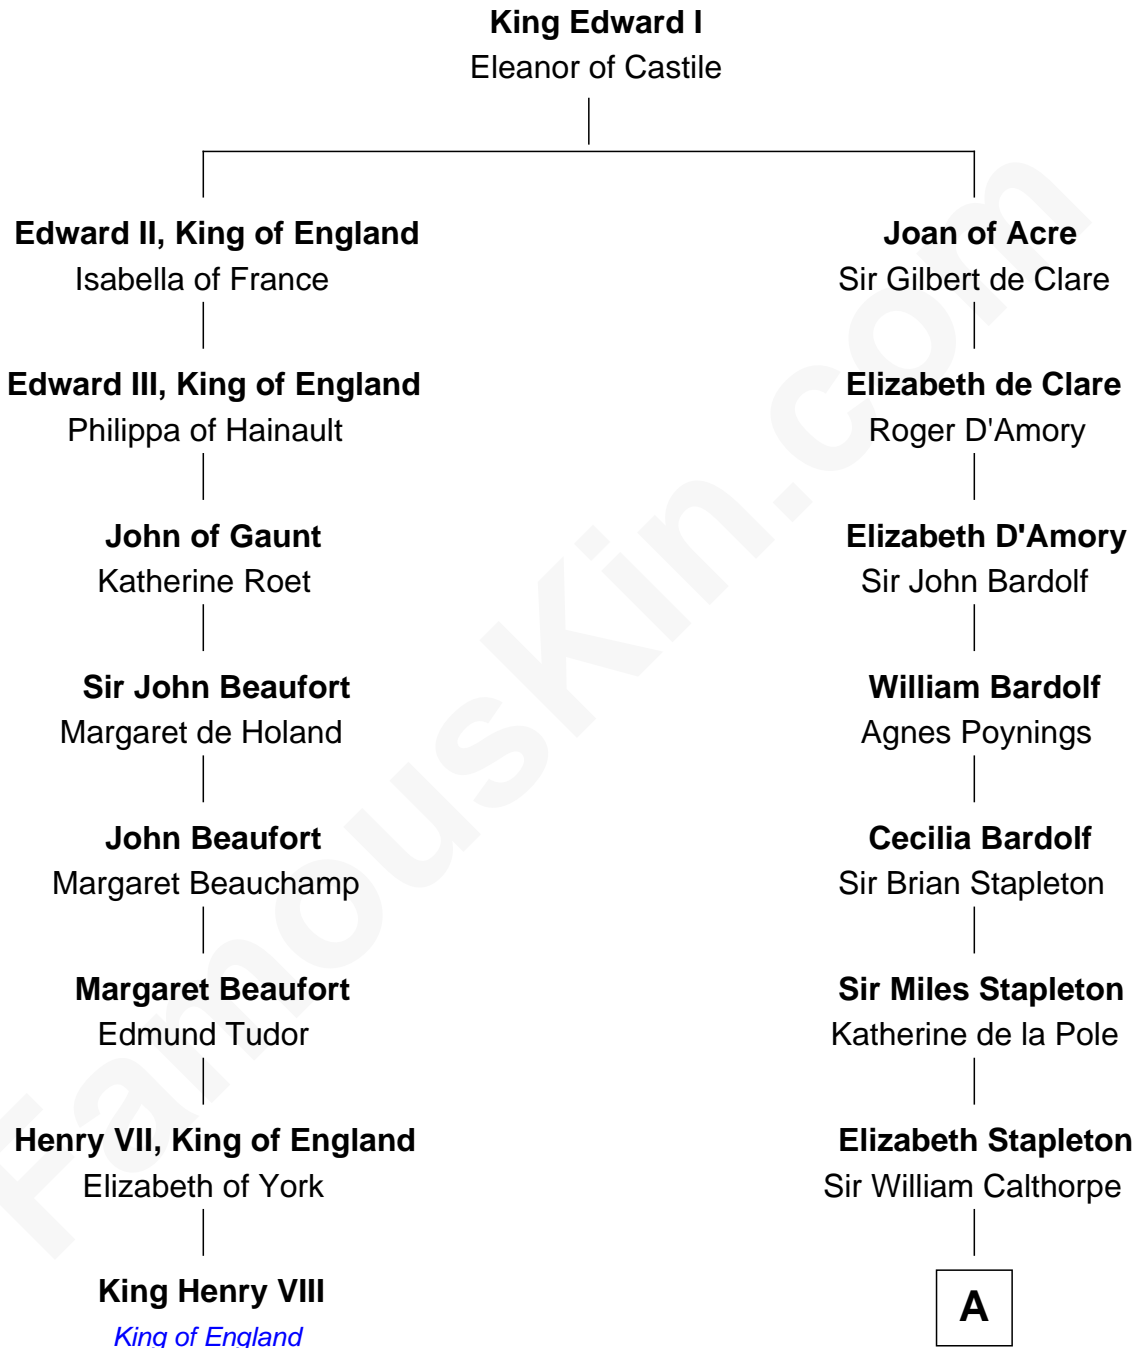 King Edward I
Eleanor of Castile
Edward II, King of England
Isabella of France
Joan of Acre
Sir Gilbert de Clare
Edward III, King of England
Philippa of Hainault
Elizabeth de Clare
Roger D'Amory
John of Gaunt
Katherine Roet
Elizabeth D'Amory
Sir John Bardolf
Sir John Beaufort
Margaret de Holand
William Bardolf
Agnes Poynings
John Beaufort
Margaret Beauchamp
Cecilia Bardolf
Sir Brian Stapleton
Margaret Beaufort
Edmund Tudor
Sir Miles Stapleton
Katherine de la Pole
Henry VII, King of England
Elizabeth of York
Elizabeth Stapleton
Sir William Calthorpe
King Henry VIII
King of England
A
FamousKin.com